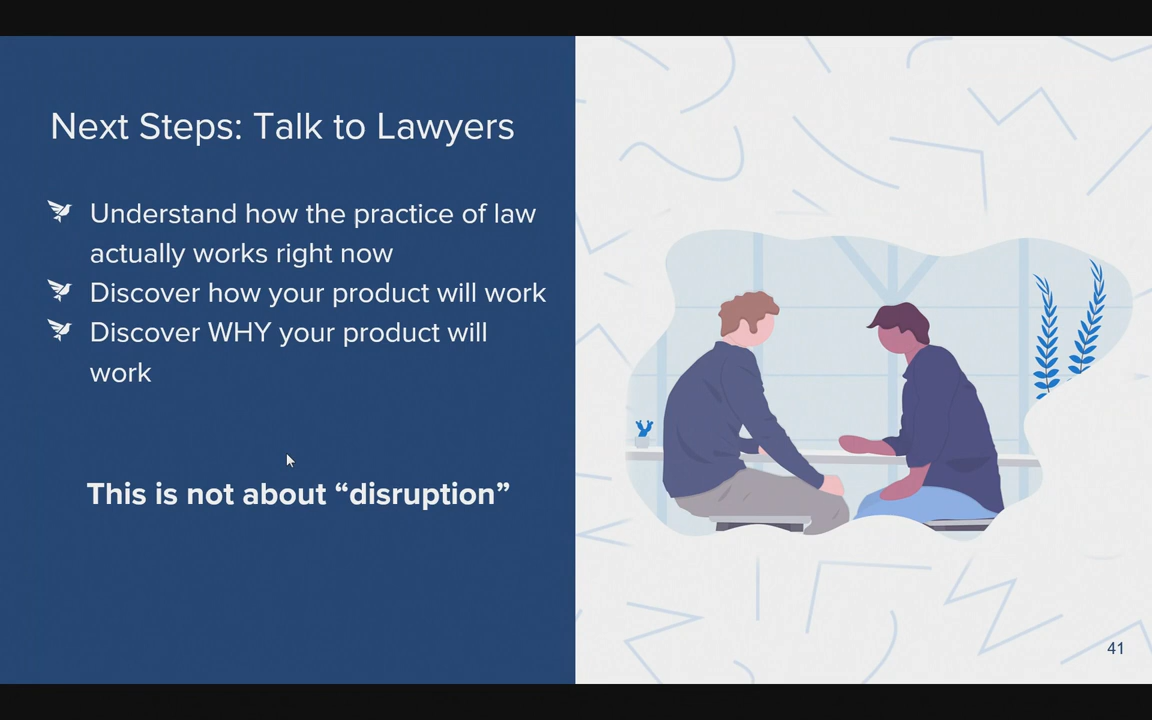 Next Steps: Talk to Lawyers
Understand how the practice of law
actually works right now
Discover how your product will work
Discover WHY your product will
work
This is not about “disruption”
41